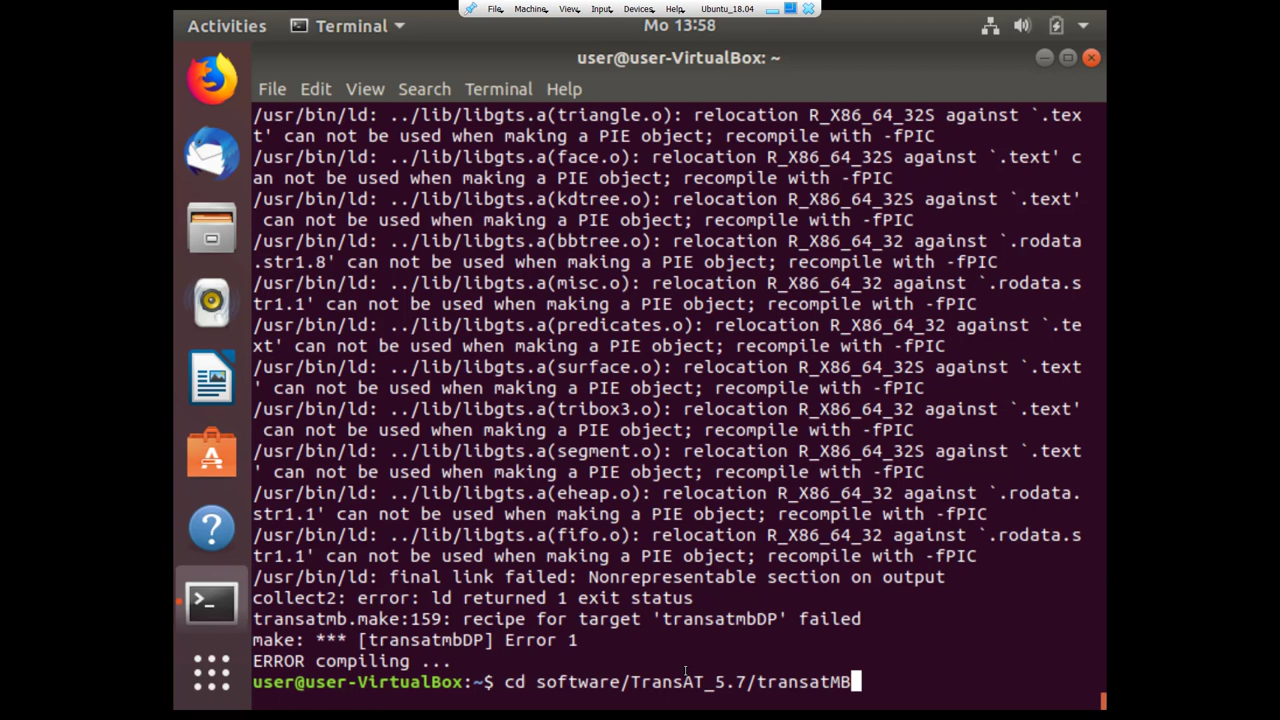 File Machine View Input Devices Help Ubuntu_18.04
Activities Terminal Mo 13:58
user@user-VirtualBox: ~
File Edit View Search Terminal Help
/usr/bin/ld: ../lib/libgts.a(triangle.o): relocation R_X86_64_32S against `.tex
t' can not be used when making a PIE object; recompile with -fPIC
/usr/bin/ld: ../lib/libgts.a(face.o): relocation R_X86_64_32S against `.text' c
an not be used when making a PIE object; recompile with -fPIC
/usr/bin/ld: ../lib/libgts.a(kdtree.o): relocation R_X86_64_32S against `.text'
can not be used when making a PIE object; recompile with -fPIC
/usr/bin/ld: ../lib/libgts.a(bbtree.o): relocation R_X86_64_32 against `.rodata
.str1.8' can not be used when making a PIE object; recompile with -fPIC
/usr/bin/ld: ../lib/libgts.a(misc.o): relocation R_X86_64_32 against `.rodata.s
tr1.1' can not be used when making a PIE object; recompile with -fPIC
/usr/bin/ld: ../lib/libgts.a(predicates.o): relocation R_X86_64_32 against `.te
xt' can not be used when making a PIE object; recompile with -fPIC
/usr/bin/ld: ../lib/libgts.a(surface.o): relocation R_X86_64_32S against `.text
' can not be used when making a PIE object; recompile with -fPIC
/usr/bin/ld: ../lib/libgts.a(tribox3.o): relocation R_X86_64_32 against `.text'
can not be used when making a PIE object; recompile with -fPIC
/usr/bin/ld: ../lib/libgts.a(segment.o): relocation R_X86_64_32S against `.text
' can not be used when making a PIE object; recompile with -fPIC
/usr/bin/ld: ../lib/libgts.a(eheap.o): relocation R_X86_64_32 against `.rodata.
str1.1' can not be used when making a PIE object; recompile with -fPIC
/usr/bin/ld: ../lib/libgts.a(fifo.o): relocation R_X86_64_32 against `.rodata.s
tr1.1' can not be used when making a PIE object; recompile with -fPIC
/usr/bin/ld: final link failed: Nonrepresentable section on output
collect2: error: ld returned 1 exit status
transatmb.make:159: recipe for target 'transatmbDP' failed
make: *** [transatmbDP] Error 1
ERROR compiling ...
user@user-VirtualBox:~$ cd software/TransAT_5.7/transatMB